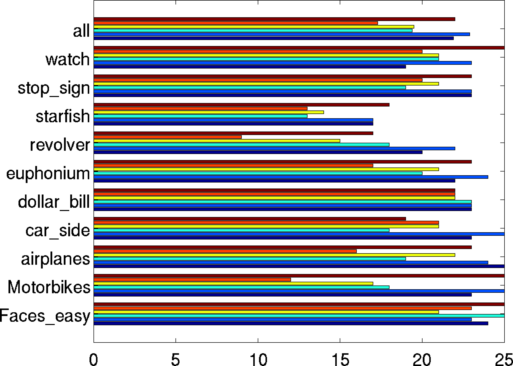 all
watch
stop_sign
starfish
revolver
euphonium
dollar_bill
car_side
airplanes
Motorbikes
Faces_easy
0 5 10 15 20 25